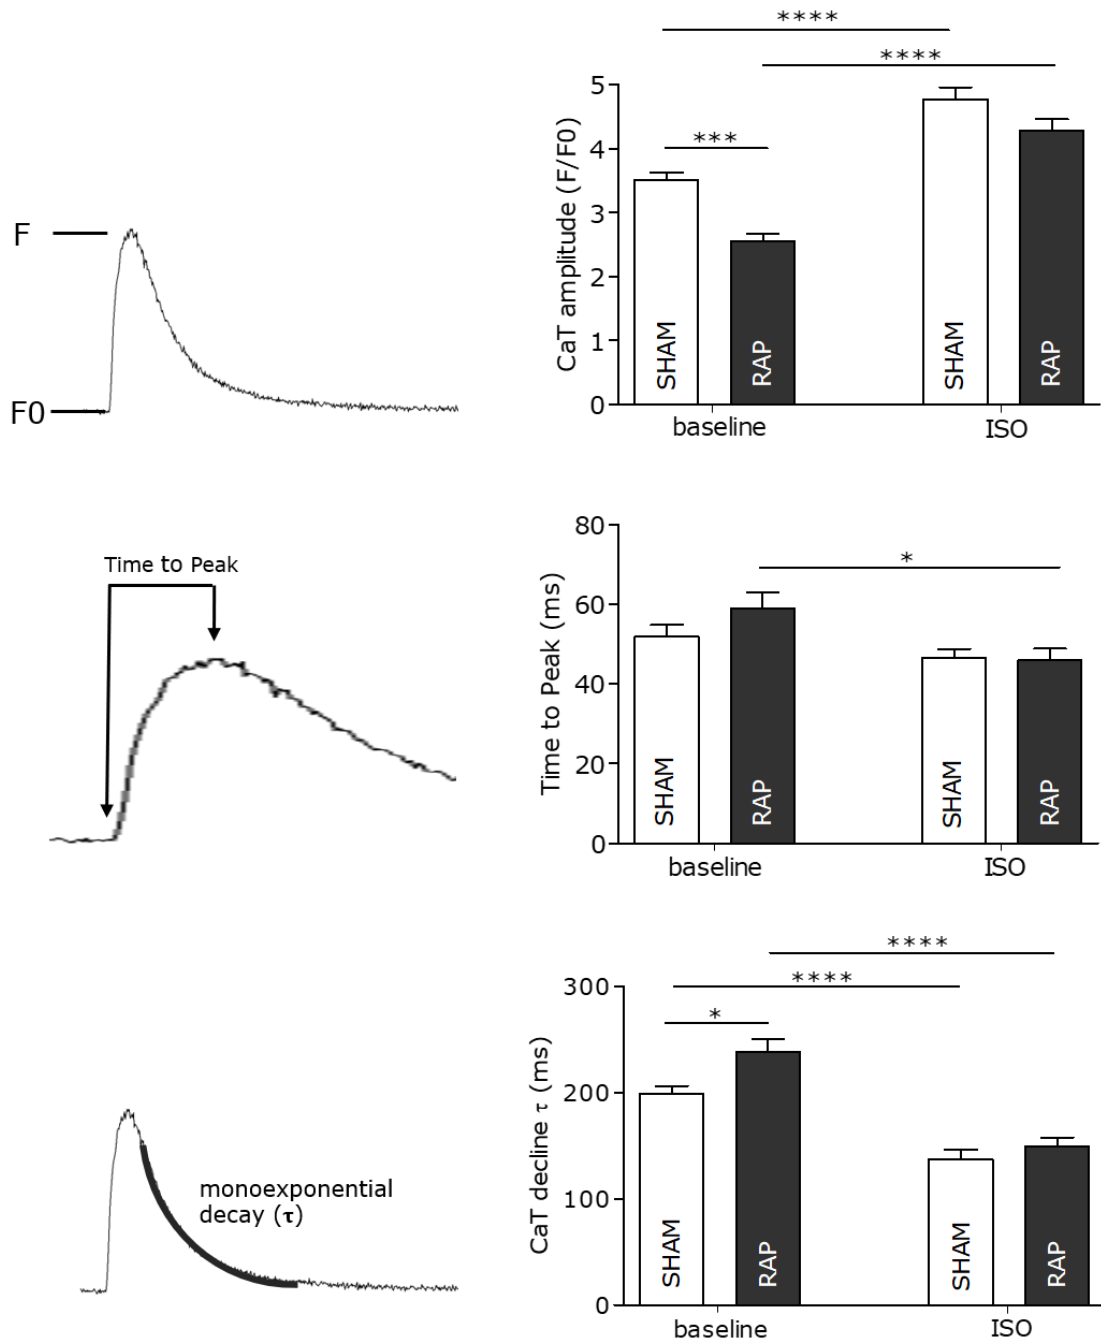 F
F0
****
****
***
CaT amplitude (F/F0)
5
4
3
2
1
0
SHAM
RAP
SHAM
RAP
baseline
ISO
Time to Peak
*
Time to Peak (ms)
80
60
40
20
0
SHAM
RAP
SHAM
RAP
baseline
ISO
monoexponential
decay (τ)
****
****
*
CaT decline τ (ms)
300
200
100
0
SHAM
RAP
SHAM
RAP
baseline
ISO